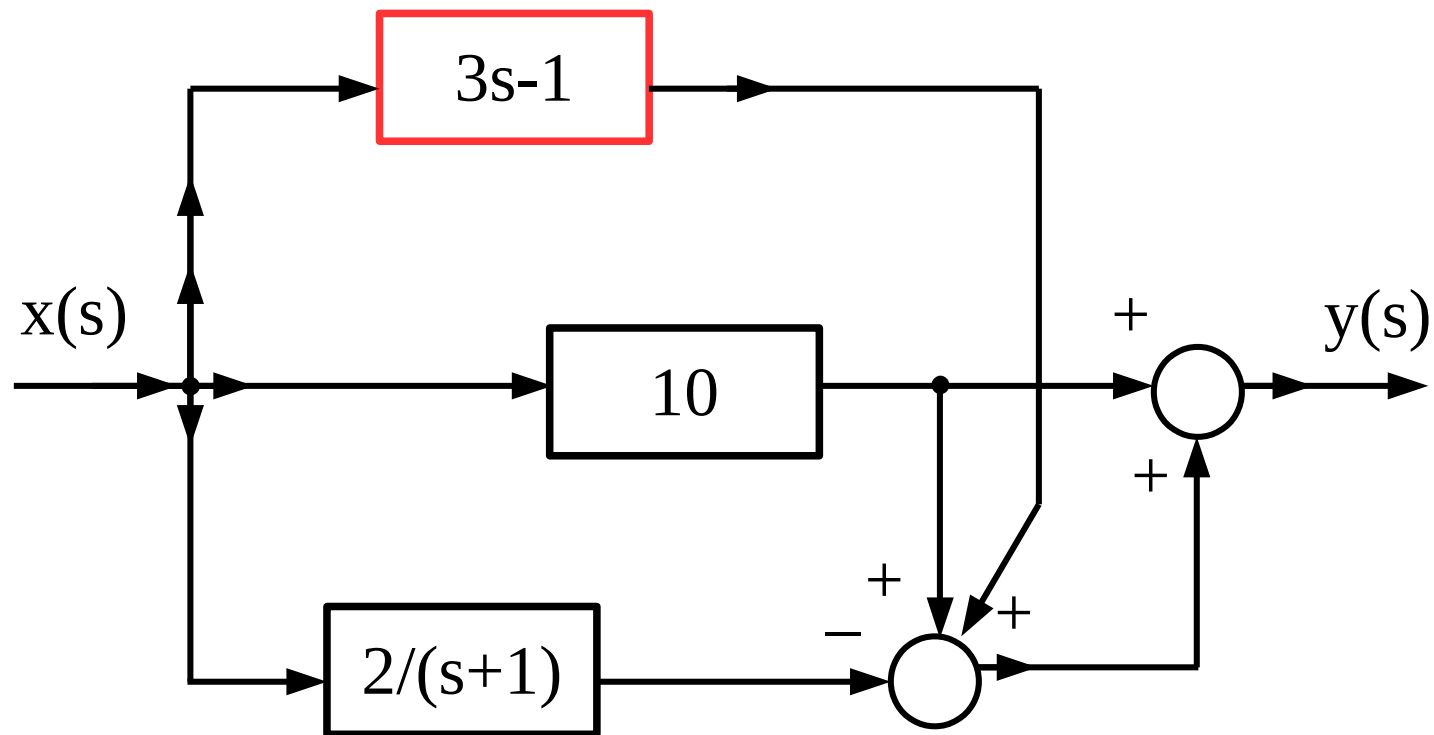 3s-1
x(s)
+
y(s)
10
+
+
+
−
2/(s+1)